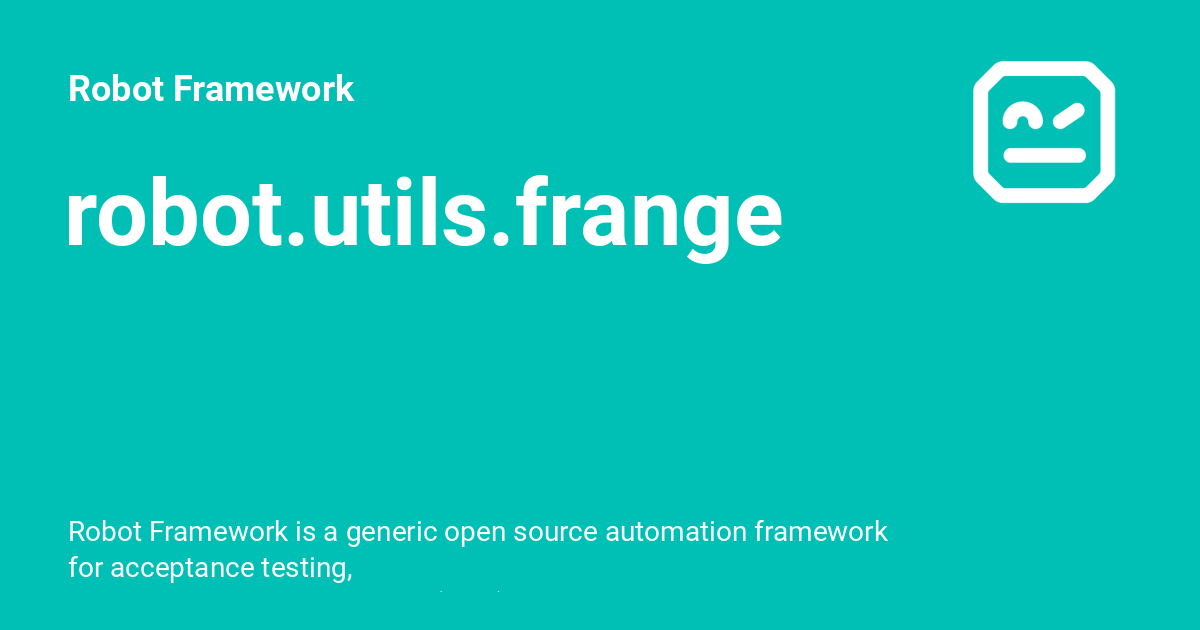 Robot Framework
robot.utils.frange
Robot Framework is a generic open source automation framework
for acceptance testing,